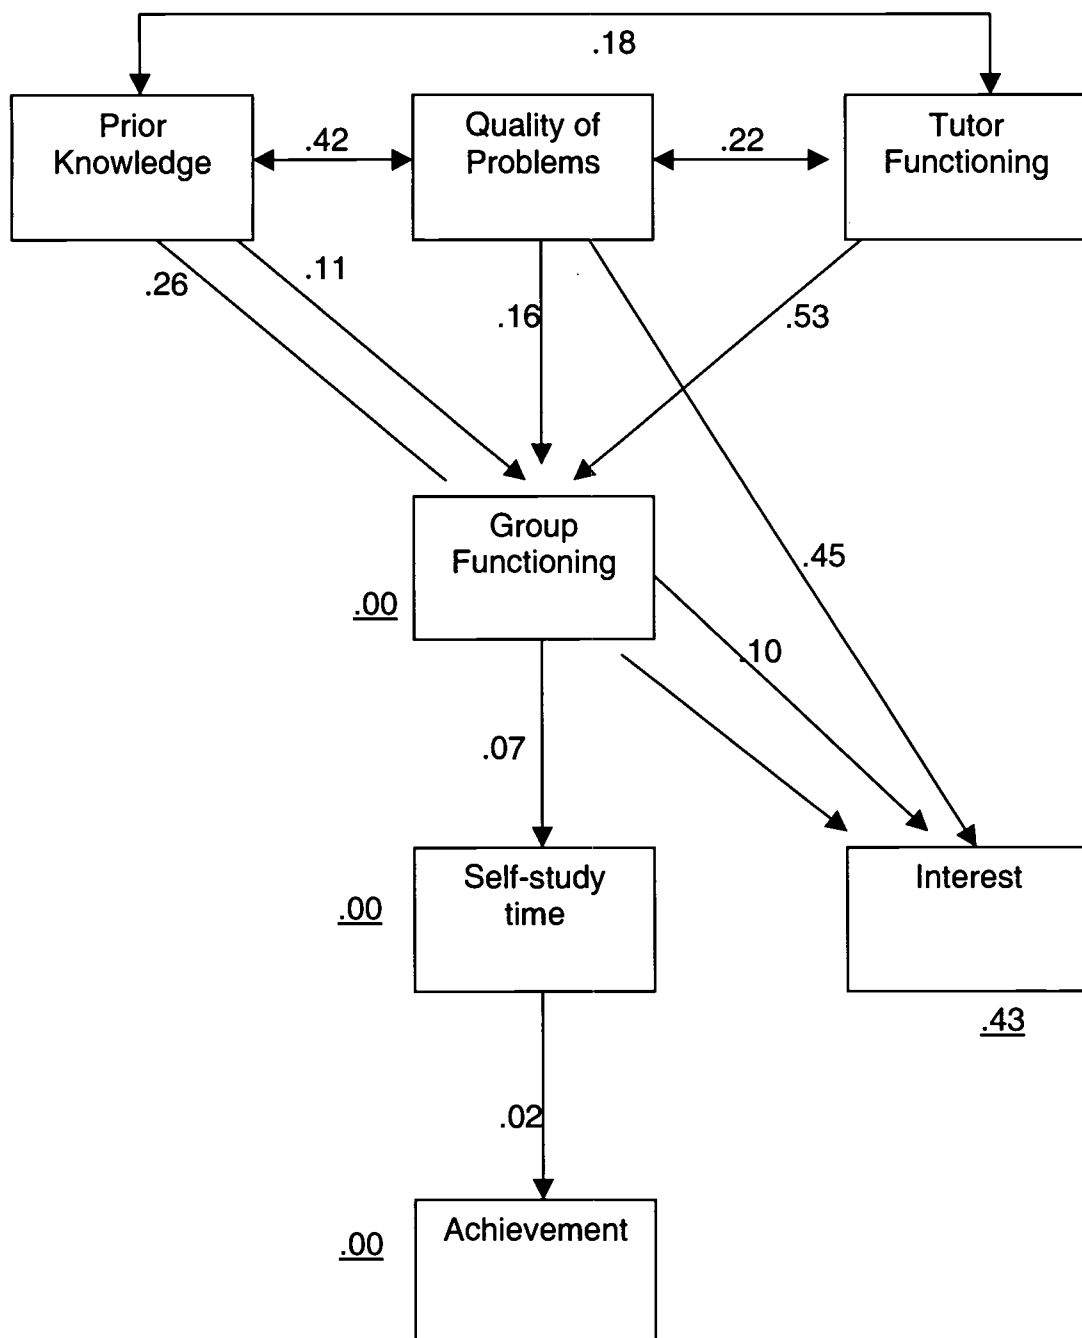 .18
Prior
Knowledge
.42
Quality of
Problems
.22
Tutor
Functioning
.26
.11
.16
.53
Group
Functioning
.00
.45
.10
.07
Self-study
time
.00
Interest
.43
.02
Achievement
.00